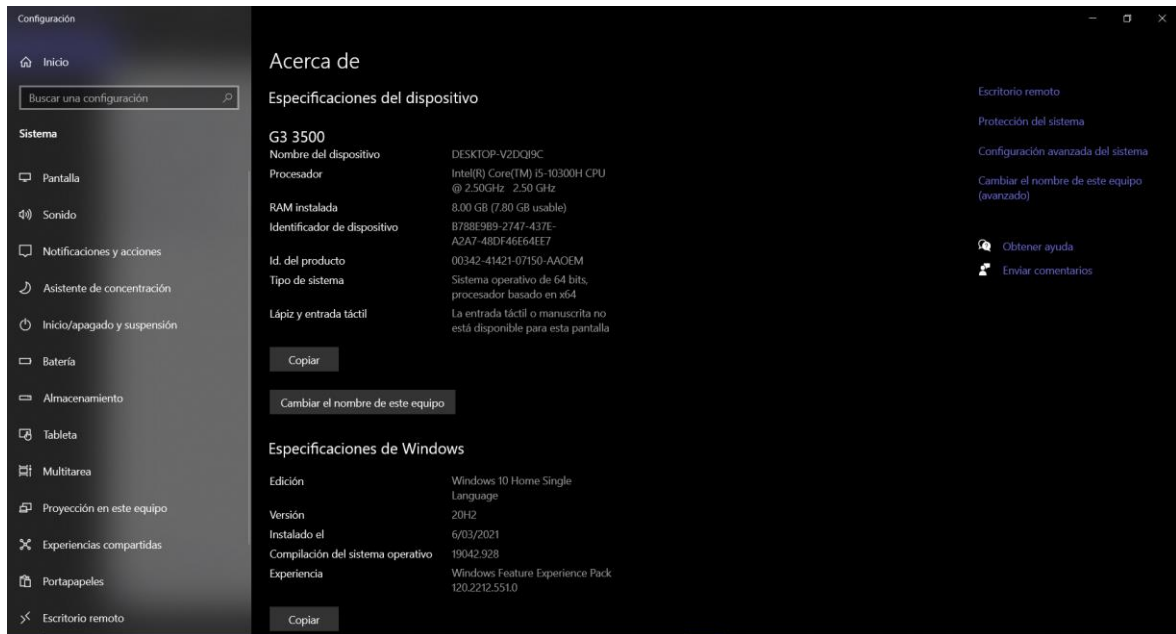 Configuración
Inicio
Buscar una configuración
Sistema
Pantalla
Sonido
Notificaciones y acciones
Asistente de concentración
Inicio/apagado y suspensión
Batería
Almacenamiento
Tableta
Multitarea
Proyección en este equipo
Experiencias compartidas
Portapapeles
Escritorio remoto
Acerca de
Especificaciones del dispositivo
G3 3500
Nombre del dispositivo DESKTOP-V2DQI9C
Procesador Intel(R) Core(TM) i5-10300H CPU
@ 2.50GHz 2.50 GHz
RAM instalada 8.00 GB (7.80 GB usable)
Identificador de dispositivo B788E9B9-2747-437E-
A2A7-48DF46E64EE7
Id. del producto 00342-41421-07150-AAOEM
Tipo de sistema Sistema operativo de 64 bits,
procesador basado en x64
Lápiz y entrada táctil La entrada táctil o manuscrita no
está disponible para esta pantalla
Copiar
Cambiar el nombre de este equipo
Especificaciones de Windows
Edición Windows 10 Home Single
Language
Versión 20H2
Instalado el 6/03/2021
Compilación del sistema operativo 19042.928
Experiencia Windows Feature Experience Pack
120.2212.551.0
Copiar
Escritorio remoto
Protección del sistema
Configuración avanzada del sistema
Cambiar el nombre de este equipo
(avanzado)
Obtener ayuda
Enviar comentarios